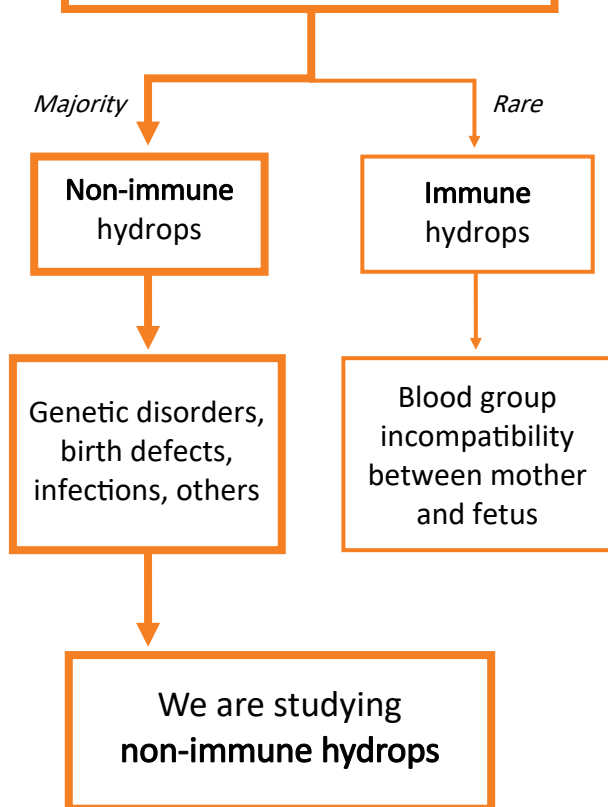 Majority
Rare
Non-immune
hydrops
Immune
hydrops
Genetic disorders,
birth defects,
infections, others
Blood group
incompatibility
between mother
and fetus
We are studying
non-immune hydrops